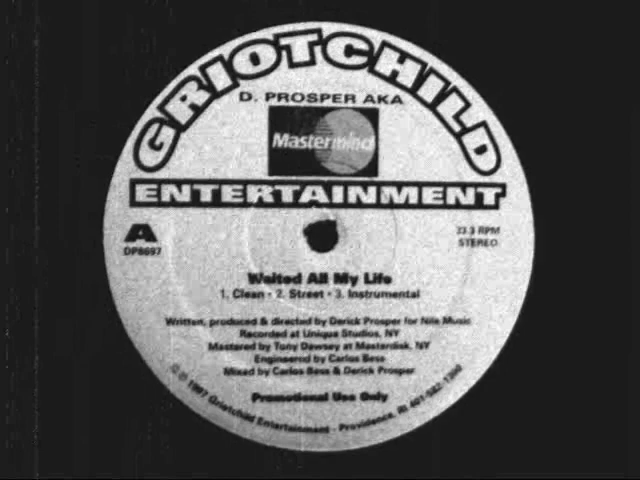 GRIOTCHILD
D. PROSPER AKA
Mastermind
ENTERTAINMENT
A
DP8697
33.3 RPM
STEREO
Waited All My Life
1. Clean • 2. Street • 3. Instrumental
Written, produced & directed by Derick Prosper for Nile Music
Recorded at Unique Studios, NY
Mastered by Tony Dawsey at Masterdisk, NY
Engineered by Carlos Bess
Mixed by Carlos Bess & Derick Prosper
Promotional Use Only
℗ © 1997 Griotchild Entertainment - Providence, RI